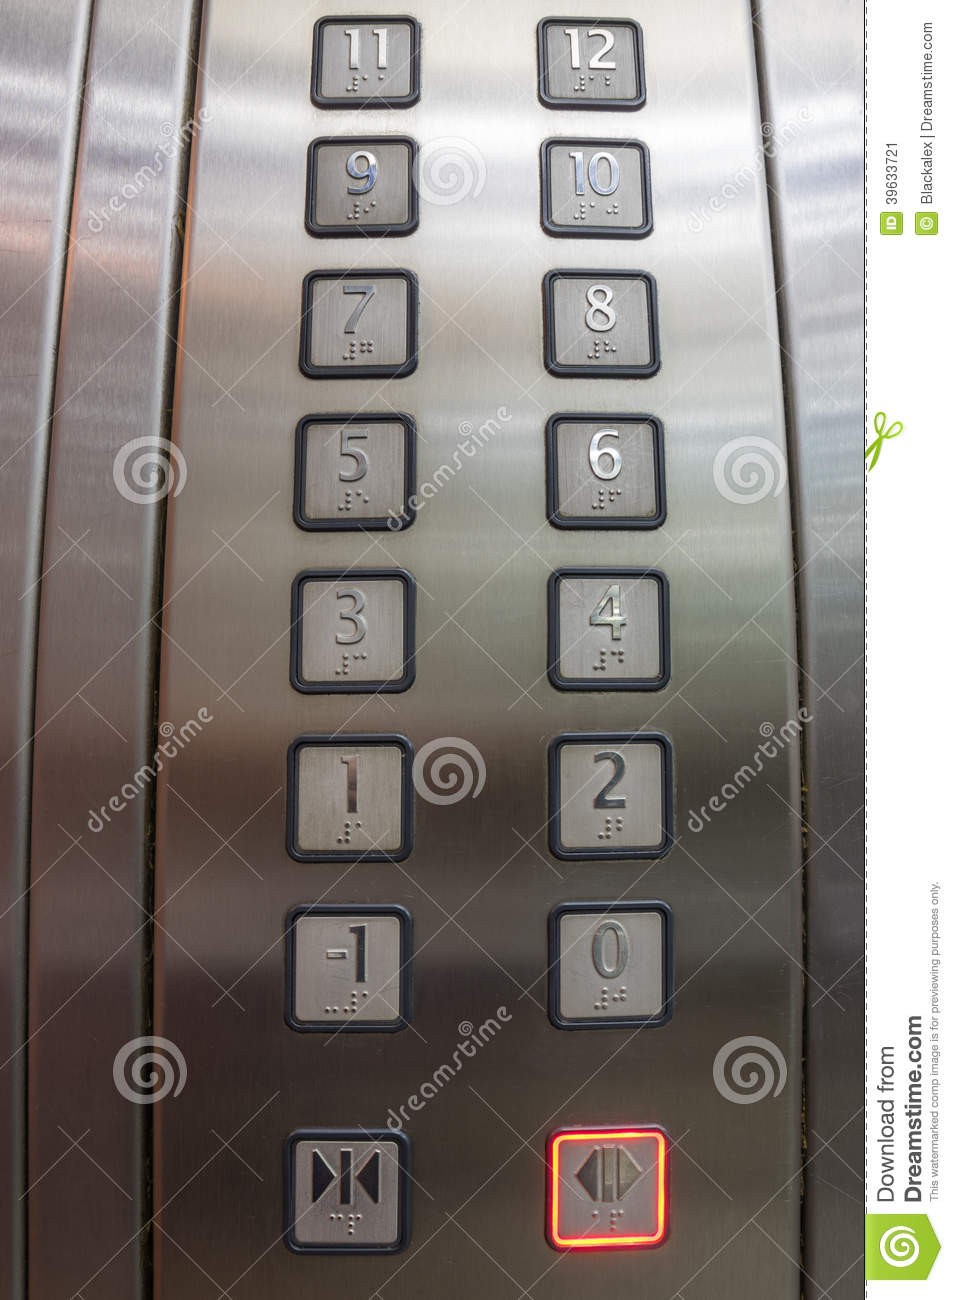 11 12
9 10
7 8
5 6
3 4
1 2
-1 0
dreamstime
dreamstime
dreamstime
dreamstime
dreamstime
dreamstime
dreamstime
dreamstime
ID 39633721
© Blackalex | Dreamstime.com
Download from
Dreamstime.com
This watermarked comp image is for previewing purposes only.